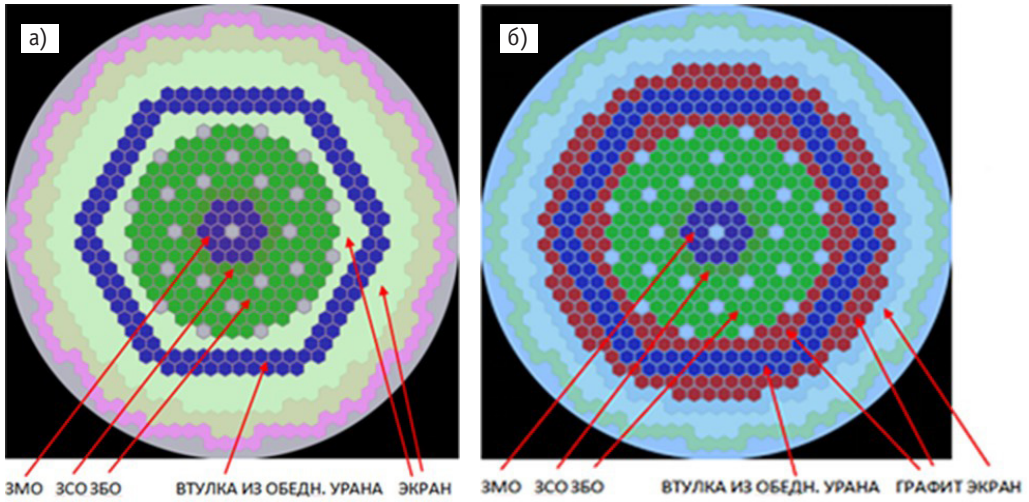 а)
б)
ЗМО ЗСО ЗБО ВТУЛКА ИЗ ОБЕДН. УРАНА ЭКРАН
ЗМО ЗСО ЗБО ВТУЛКА ИЗ ОБЕДН. УРАНА ГРАФИТ ЭКРАН